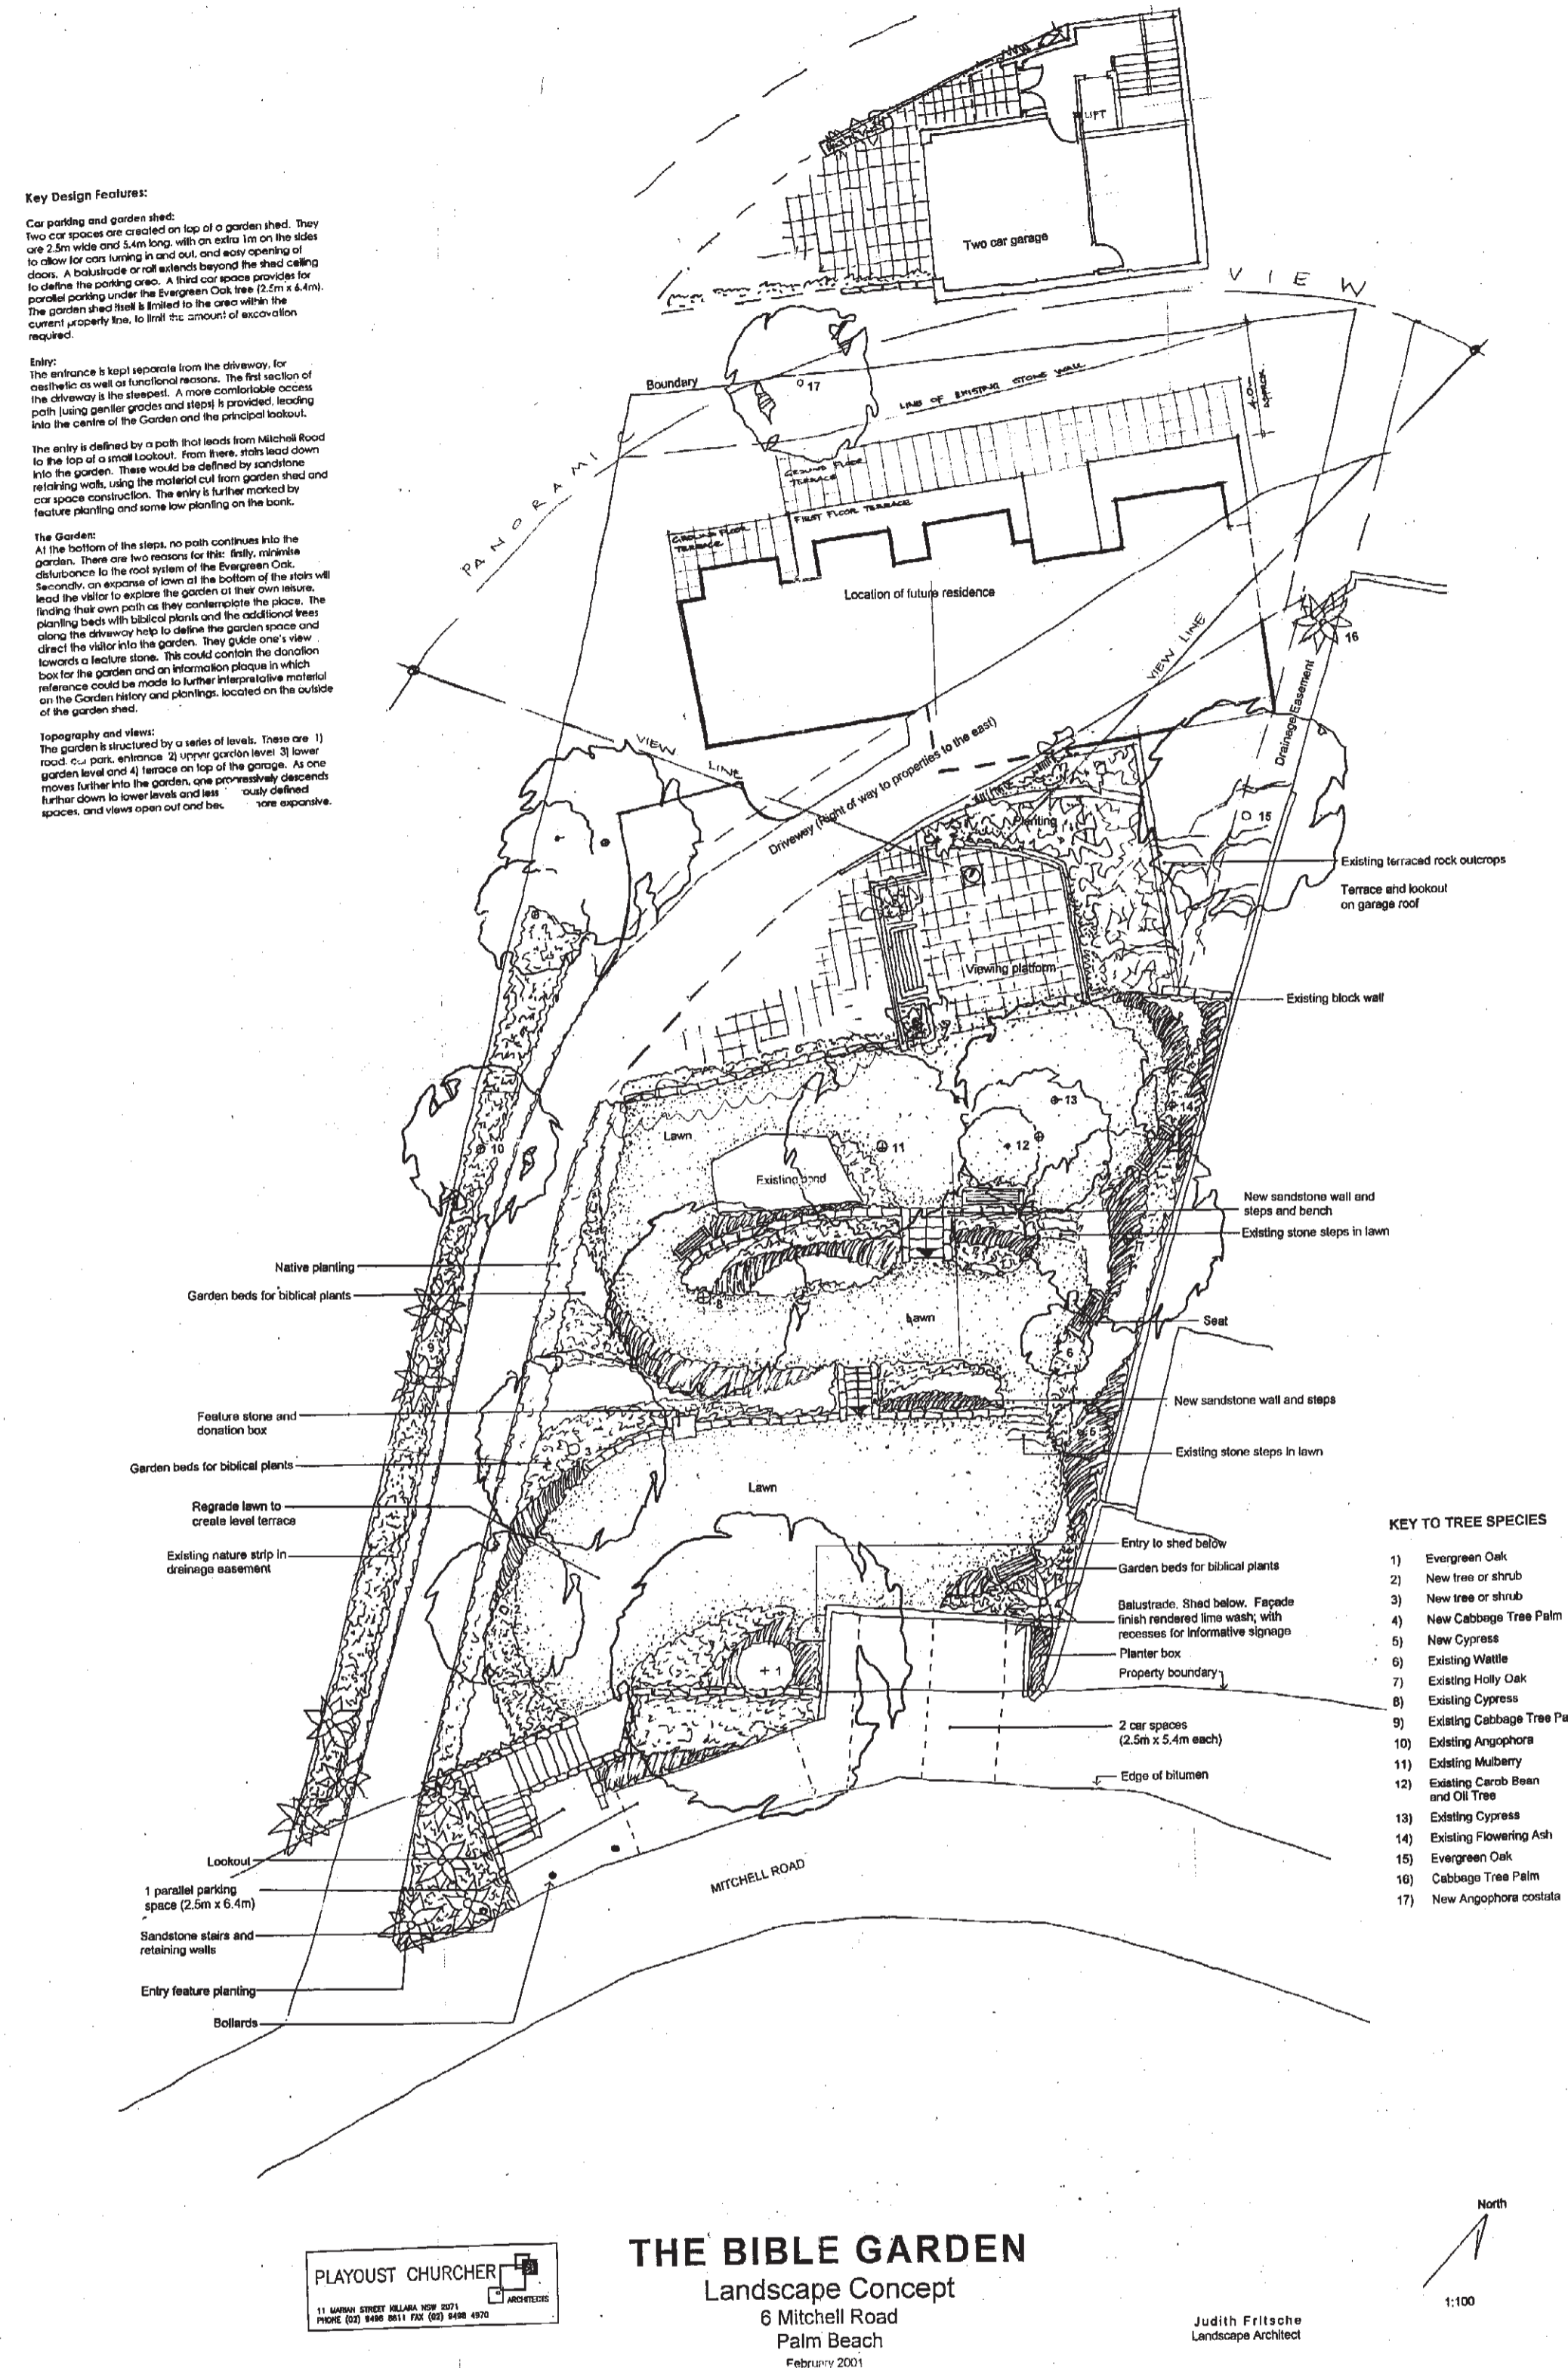 Key Design Features:
Car parking and garden shed:
Two car spaces are created on top of a garden shed. They
are 2.5m wide and 5.4m long, with an extra 1m on the sides
to allow for cars turning in and out, and easy opening of
doors. A balustrade or rail extends beyond the shed ceiling
to define the parking area. A third car space provides for
parallel parking under the Evergreen Oak tree (2.5m x 6.4m).
The garden shed itself is limited to the area within the
current property line, to limit the amount of excavation
required.
Entry:
The entrance is kept separate from the driveway, for
aesthetic as well as functional reasons. The first section of
the driveway is the steepest. A more comfortable access
path (using gentler grades and steps) is provided, leading
into the centre of the Garden and the principal lookout.
The entry is defined by a path that leads from Mitchell Road
to the top of a small Lookout. From there, stairs lead down
into the garden. These would be defined by sandstone
retaining walls, using the material cut from garden shed and
car space construction. The entry is further marked by
feature planting and some low planting on the bank.
The Garden:
At the bottom of the steps, no path continues into the
garden. There are two reasons for this: firstly, minimise
disturbance to the root system of the Evergreen Oak.
Secondly, an expanse of lawn at the bottom of the stairs will
lead the visitor to explore the garden at their own leisure,
finding their own path as they contemplate the place. The
planting beds with biblical plants and the additional trees
along the driveway help to define the garden space and
direct the visitor into the garden. They guide one's view
towards a feature stone. This could contain the donation
box for the garden and an information plaque in which
reference could be made to further interpretative material
on the Garden history and plantings, located on the outside
of the garden shed.
Topography and views:
The garden is structured by a series of levels. These are 1)
road, car park, entrance 2) upper garden level 3) lower
garden level and 4) terrace on top of the garage. As one
moves further into the garden, one progressively descends
further down to lower levels and less ously defined
spaces, and views open out and more expansive.
LIFT
Two car garage
PANORAMIC
VIEW
Boundary
17
LINE OF EXISTING STONE WALL
4.0m
APPROX.
GROUND FLOOR
TERRACE
FIRST FLOOR TERRACE
GROUND FLOOR
TERRACE
Location of future residence
16
VIEW LINE
Drainage Easement
VIEW
LINE
Driveway (Right of way to properties to the east)
Planting
15
Existing terraced rock outcrops
Terrace and lookout
on garage roof
Viewing platform
Existing block wall
13
14
Lawn
10
11
12
Existing pond
New sandstone wall and
steps and bench
Existing stone steps in lawn
Native planting
Garden beds for biblical plants
8
Lawn
Seat
9
6
New sandstone wall and steps
Feature stone and
donation box
3
5
Existing stone steps in lawn
Garden beds for biblical plants
Lawn
Regrade lawn to
create level terrace
Existing nature strip in
drainage easement
Entry to shed below
Garden beds for biblical plants
Balustrade. Shed below. Façade
finish rendered lime wash; with
recesses for informative signage
Planter box
Property boundary
1
2 car spaces
(2.5m x 5.4m each)
Edge of bitumen
MITCHELL ROAD
Lookout
1 parallel parking
space (2.5m x 6.4m)
Sandstone stairs and
retaining walls
Entry feature planting
Bollards
KEY TO TREE SPECIES
1) Evergreen Oak
2) New tree or shrub
3) New tree or shrub
4) New Cabbage Tree Palm
5) New Cypress
6) Existing Wattle
7) Existing Holly Oak
8) Existing Cypress
9) Existing Cabbage Tree Pa
10) Existing Angophora
11) Existing Mulberry
12) Existing Carob Bean
and Oil Tree
13) Existing Cypress
14) Existing Flowering Ash
15) Evergreen Oak
16) Cabbage Tree Palm
17) New Angophora costata
North
1:100
PLAYOUST CHURCHER
ARCHITECTS
11 MARIAN STREET KILLARA NSW 2071
PHONE (02) 9498 8811 FAX (02) 9498 4970
THE BIBLE GARDEN
Landscape Concept
6 Mitchell Road
Palm Beach
February 2001
Judith Fritsche
Landscape Architect